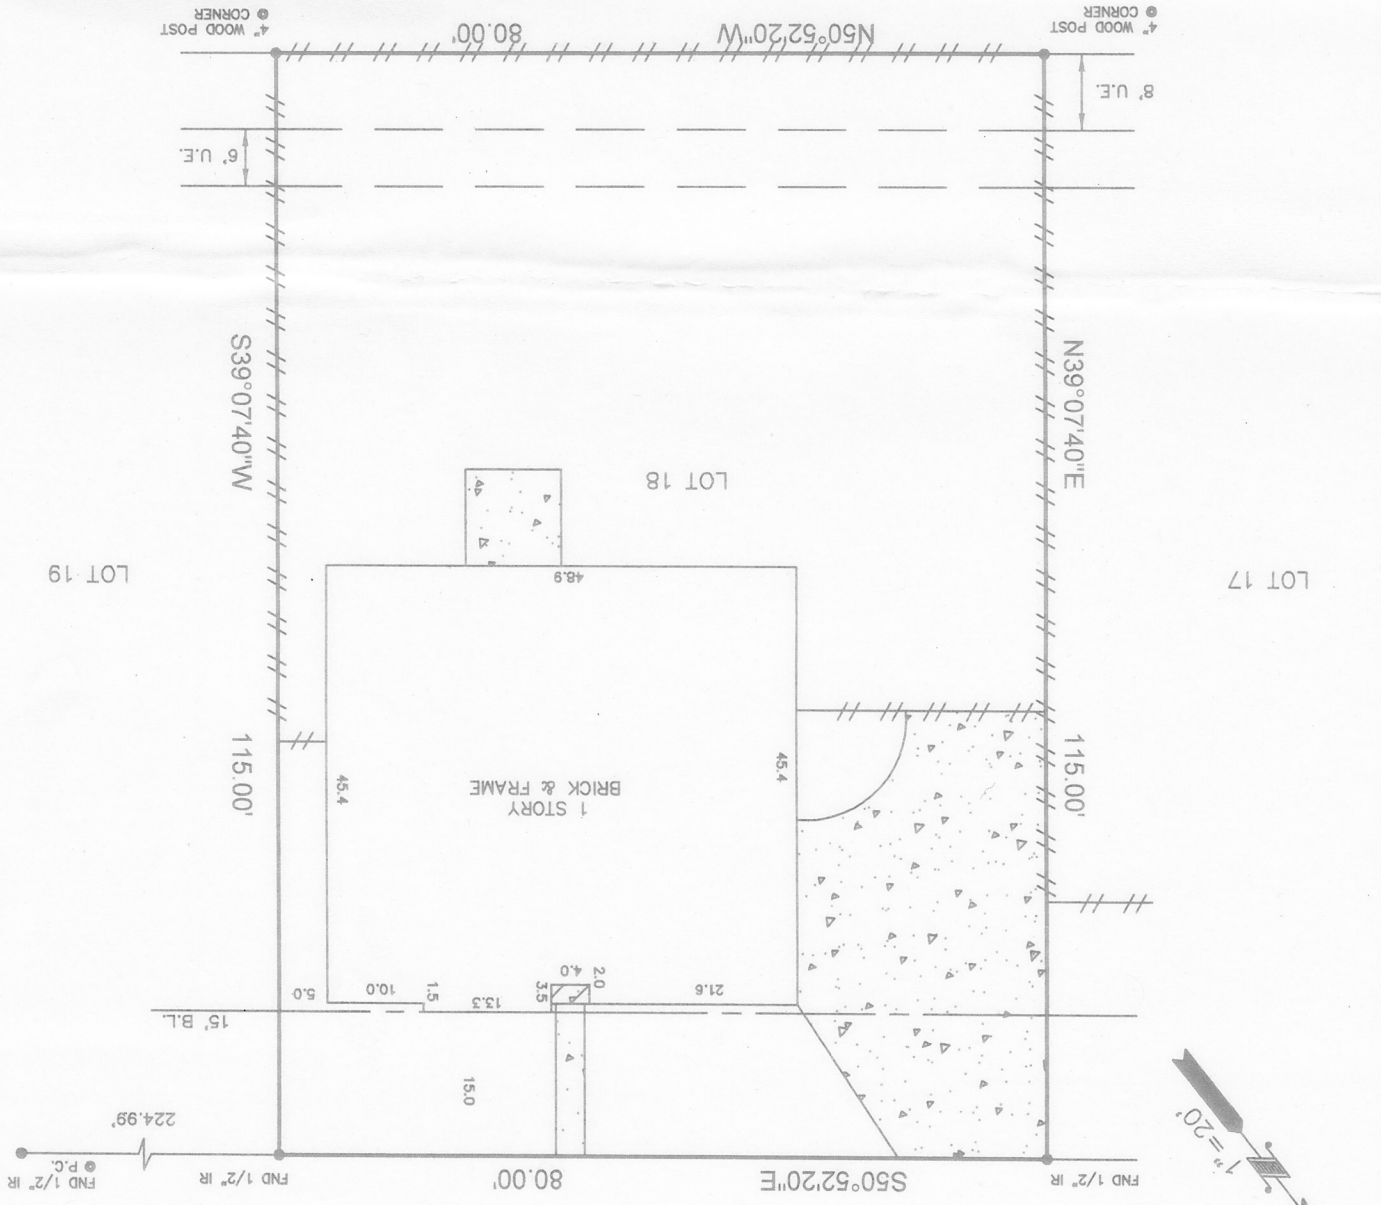 1"=20'
FND 1/2" IR
S50°52'20"E
80.00'
FND 1/2" IR
FND 1/2" IR
@ P.C.
224.99'
15.0
15' B.L.
21.6
2.0
4.0
3.5
13.3
1.5
10.0
5.0
115.00'
45.4
1 STORY
BRICK & FRAME
45.4
115.00'
LOT 17
48.9
LOT 19
LOT 18
N39°07'40"E
S39°07'40"W
6' U.E.
8' U.E.
N50°52'20"W
80.00'
4" WOOD POST
@ CORNER
4" WOOD POST
@ CORNER